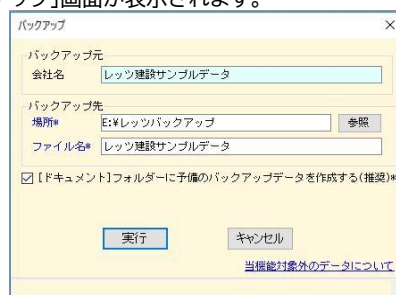 ップ]画面が表示されます。
バックアップ
バックアップ元
会社名 レッツ建設サンプルデータ
バックアップ先
場所* E:¥レッツバックアップ 参照
ファイル名* レッツ建設サンプルデータ
[ドキュメント]フォルダーに予備のバックアップデータを作成する(推奨)*
実行 キャンセル
当機能対象外のデータについて